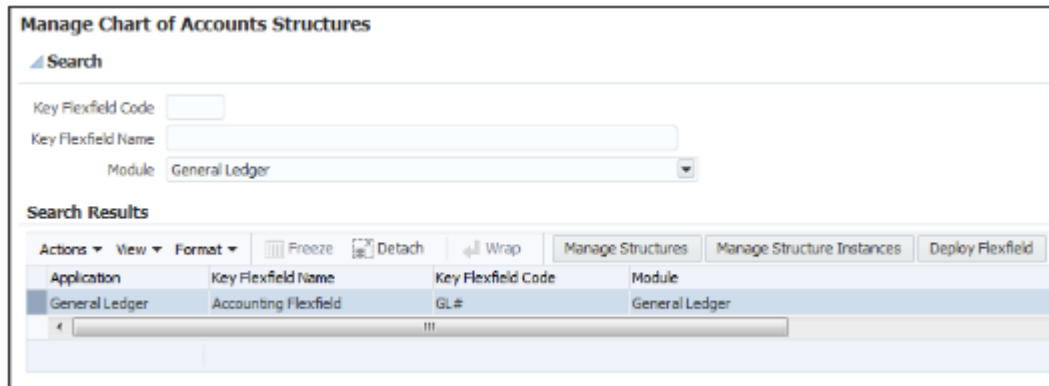 Manage Chart of Accounts Structures
Search
Key Flexfield Code
Key Flexfield Name
Module General Ledger
Search Results
Actions View Format Freeze Detach Wrap Manage Structures Manage Structure Instances Deploy Flexfield
Application Key Flexfield Name Key Flexfield Code Module
General Ledger Accounting Flexfield GL# General Ledger